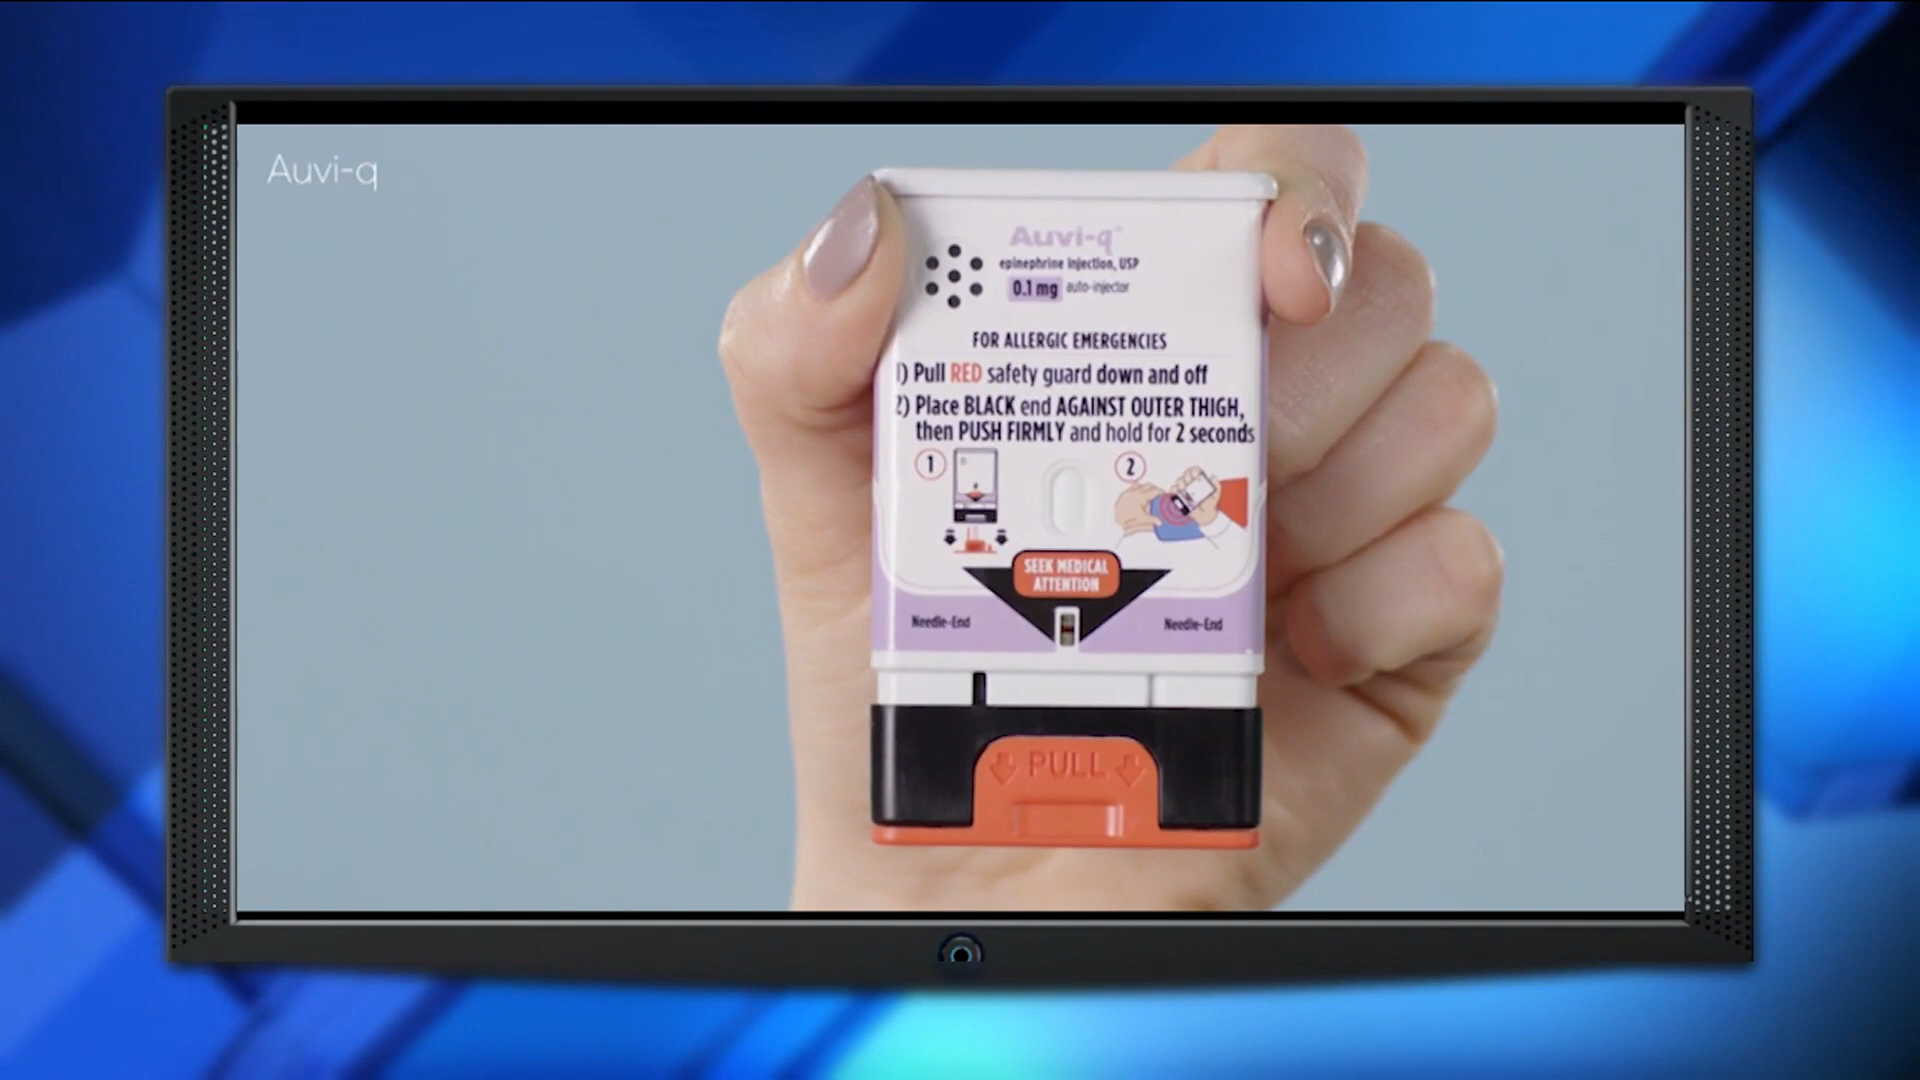 Auvi-q
Auvi-q®
epinephrine injection, USP
0.1 mg auto-injector
FOR ALLERGIC EMERGENCIES
1) Pull RED safety guard down and off
2) Place BLACK end AGAINST OUTER THIGH,
then PUSH FIRMLY and hold for 2 seconds
1
2
SEEK MEDICAL
ATTENTION
Needle-End
Needle-End
PULL